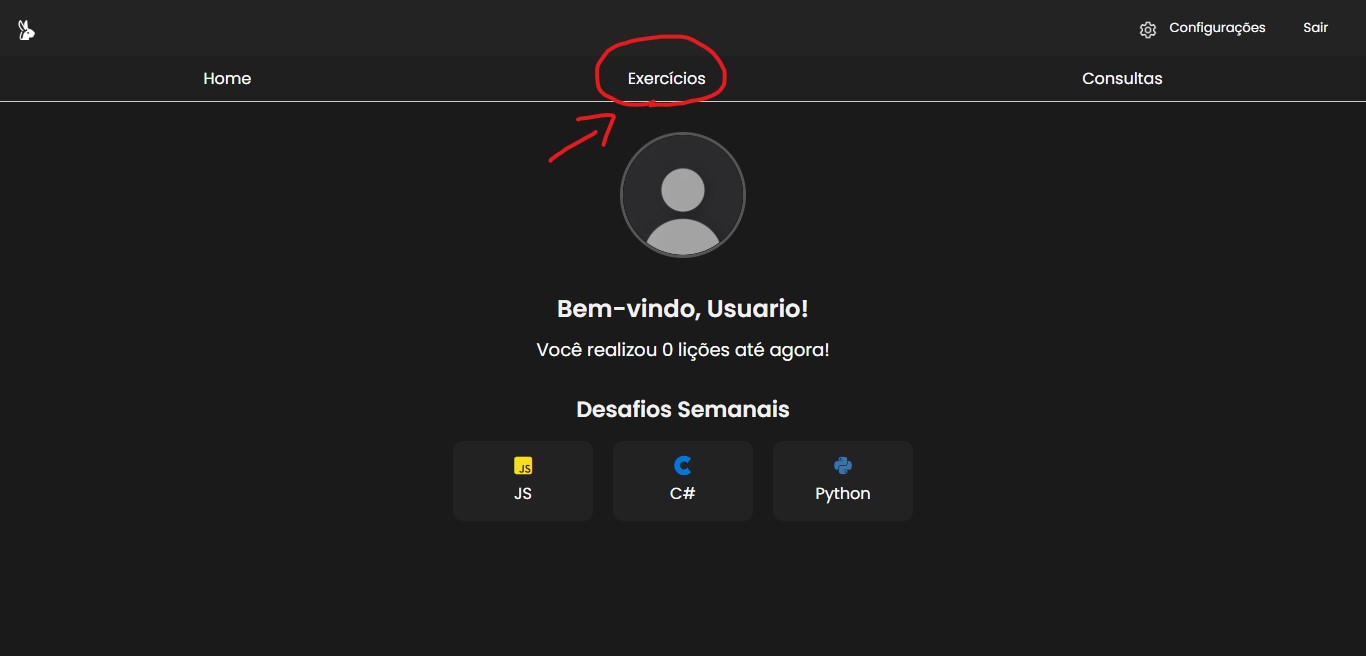 Configurações Sair
Home Exercícios Consultas
Bem-vindo, Usuario!
Você realizou 0 lições até agora!
Desafios Semanais
JS
JS C# Python